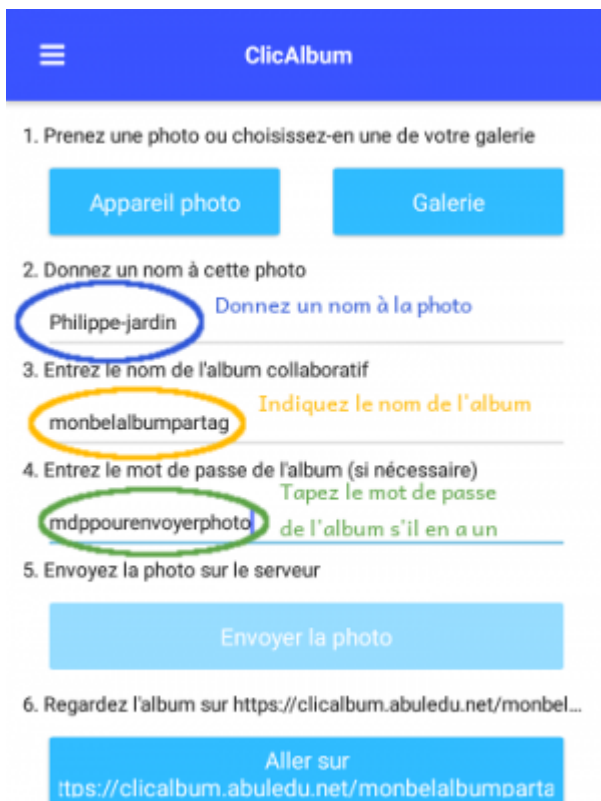 ClicAlbum
1. Prenez une photo ou choisissez-en une de votre galerie
Appareil photo
Galerie
2. Donnez un nom à cette photo
Donnez un nom à la photo
Philippe-jardin
3. Entrez le nom de l'album collaboratif
Indiquez le nom de l'album
monbelalbumpartag
4. Entrez le mot de passe de l'album (si nécessaire)
Tapez le mot de passe
mdppourenvoyerphoto
de l'album s'il en a un
5. Envoyez la photo sur le serveur
Envoyer la photo
6. Regardez l'album sur https://clicalbum.abuledu.net/monbel...
Aller sur
ttps://clicalbum.abuledu.net/monbelalbumparta